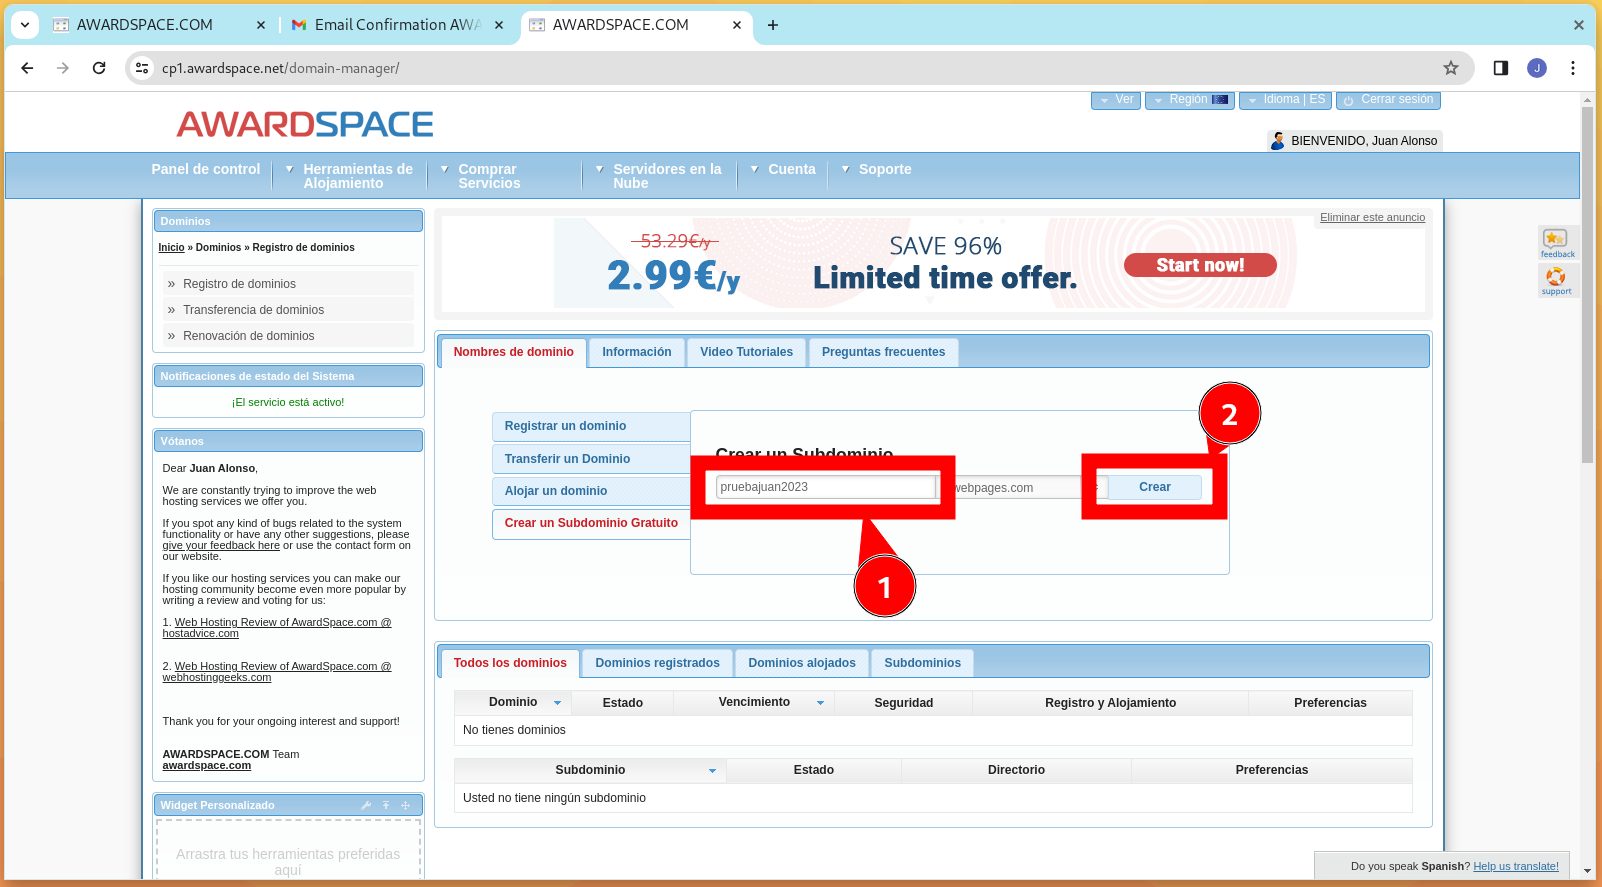 AWARDSPACE.COM
Email Confirmation AWA
AWARDSPACE.COM
cp1.awardspace.net/domain-manager/
J
Ver
Región
Idioma | ES
Cerrar sesión
AWARDSPACE
BIENVENIDO, Juan Alonso
Panel de control
Herramientas de
Alojamiento
Comprar
Servicios
Servidores en la
Nube
Cuenta
Soporte
Dominios
Inicio » Dominios » Registro de dominios
» Registro de dominios
» Transferencia de dominios
» Renovación de dominios
Notificaciones de estado del Sistema
¡El servicio está activo!
Vótanos
Dear Juan Alonso,
We are constantly trying to improve the web
hosting services we offer you.
If you spot any kind of bugs related to the system
functionality or have any other suggestions, please
give your feedback here or use the contact form on
our website.
If you like our hosting services you can make our
hosting community become even more popular by
writing a review and voting for us:
1. Web Hosting Review of AwardSpace.com @
hostadvice.com
2. Web Hosting Review of AwardSpace.com @
webhostinggeeks.com
Thank you for your ongoing interest and support!
AWARDSPACE.COM Team
awardspace.com
Widget Personalizado
Arrastra tus herramientas preferidas
aquí
Eliminar este anuncio
53.29€/y
2.99€/y
SAVE 96%
Limited time offer.
Start now!
feedback
support
Nombres de dominio
Información
Video Tutoriales
Preguntas frecuentes
Registrar un dominio
Transferir un Dominio
Alojar un dominio
Crear un Subdominio Gratuito
Crear un Subdominio
pruebajuan2023
webpages.com
Crear
1
2
Todos los dominios
Dominios registrados
Dominios alojados
Subdominios
Dominio
Estado
Vencimiento
Seguridad
Registro y Alojamiento
Preferencias
No tienes dominios
Subdominio
Estado
Directorio
Preferencias
Usted no tiene ningún subdominio
Do you speak Spanish? Help us translate!